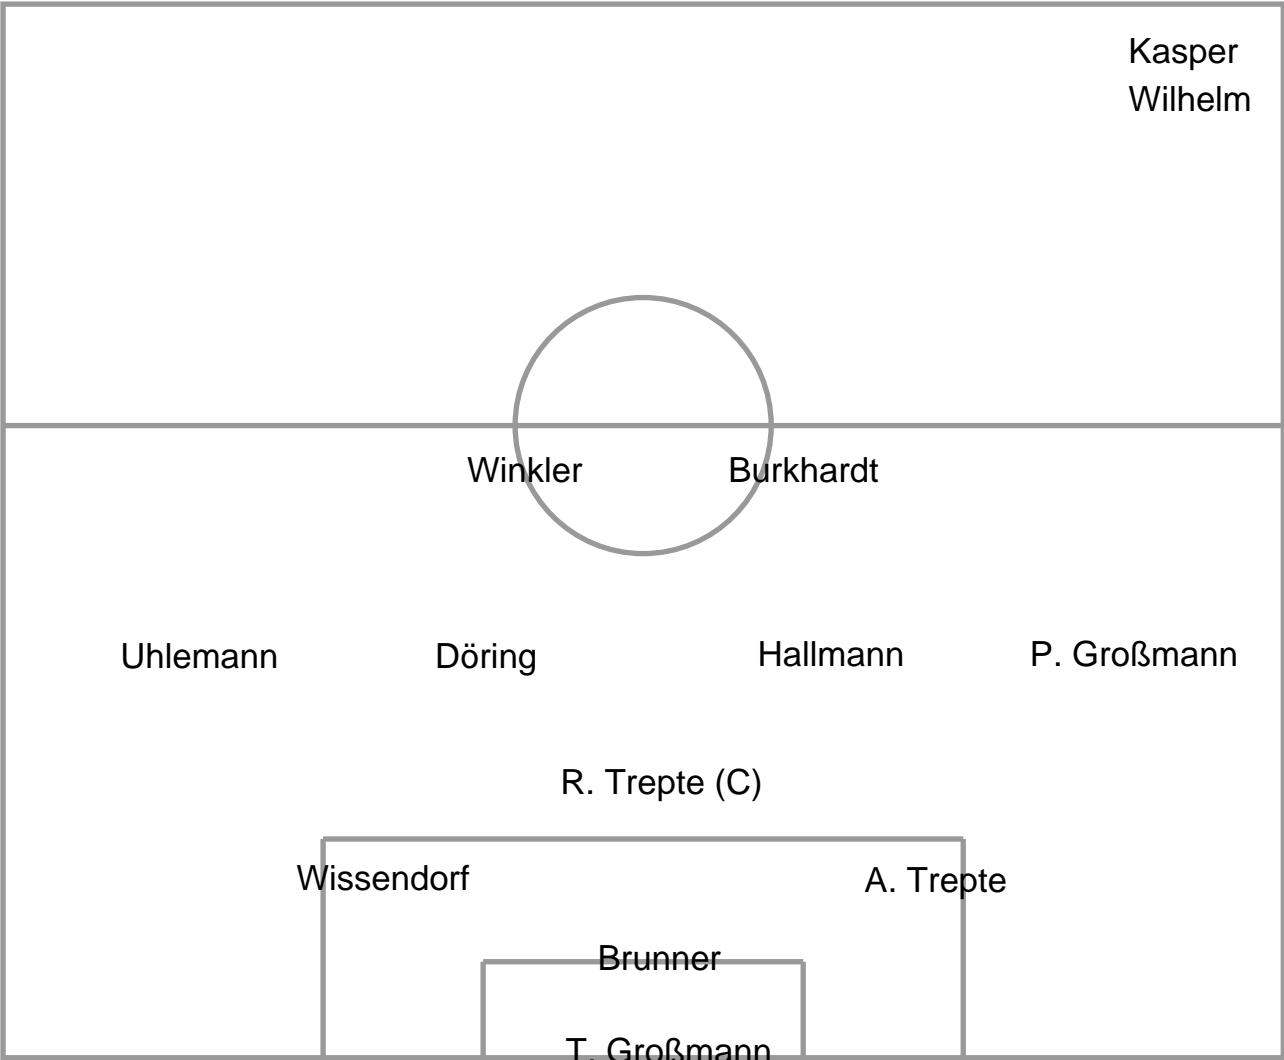 Kasper
Wilhelm
Winkler Burkhardt
Uhlemann Döring Hallmann P. Großmann
R. Trepte (C)
Wissendorf A. Trepte
Brunner
T. Großmann